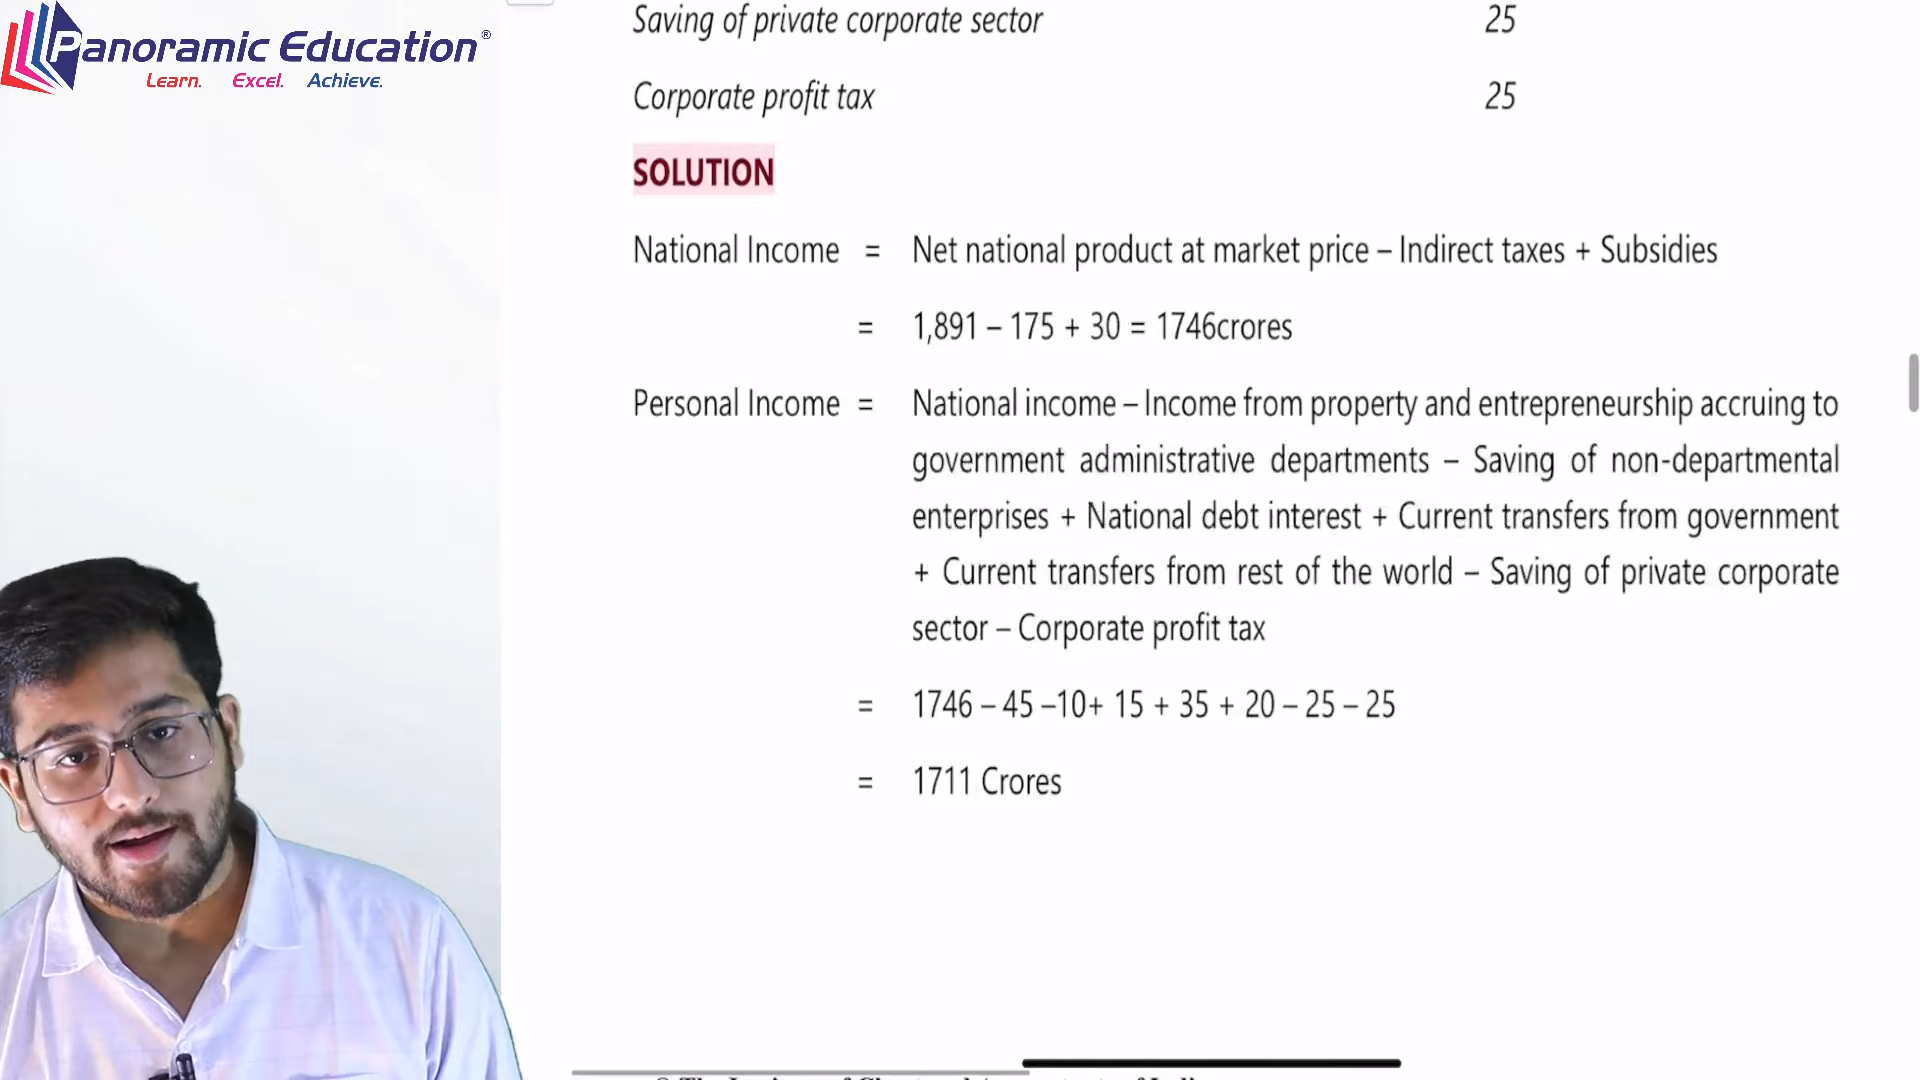 Panoramic Education®
Learn. Excel. Achieve.
Saving of private corporate sector 25
Corporate profit tax 25
SOLUTION
National Income = Net national product at market price – Indirect taxes + Subsidies
= 1,891 – 175 + 30 = 1746crores
Personal Income = National income – Income from property and entrepreneurship accruing to
government administrative departments – Saving of non-departmental
enterprises + National debt interest + Current transfers from government
+ Current transfers from rest of the world – Saving of private corporate
sector – Corporate profit tax
= 1746 – 45 –10+ 15 + 35 + 20 – 25 – 25
= 1711 Crores